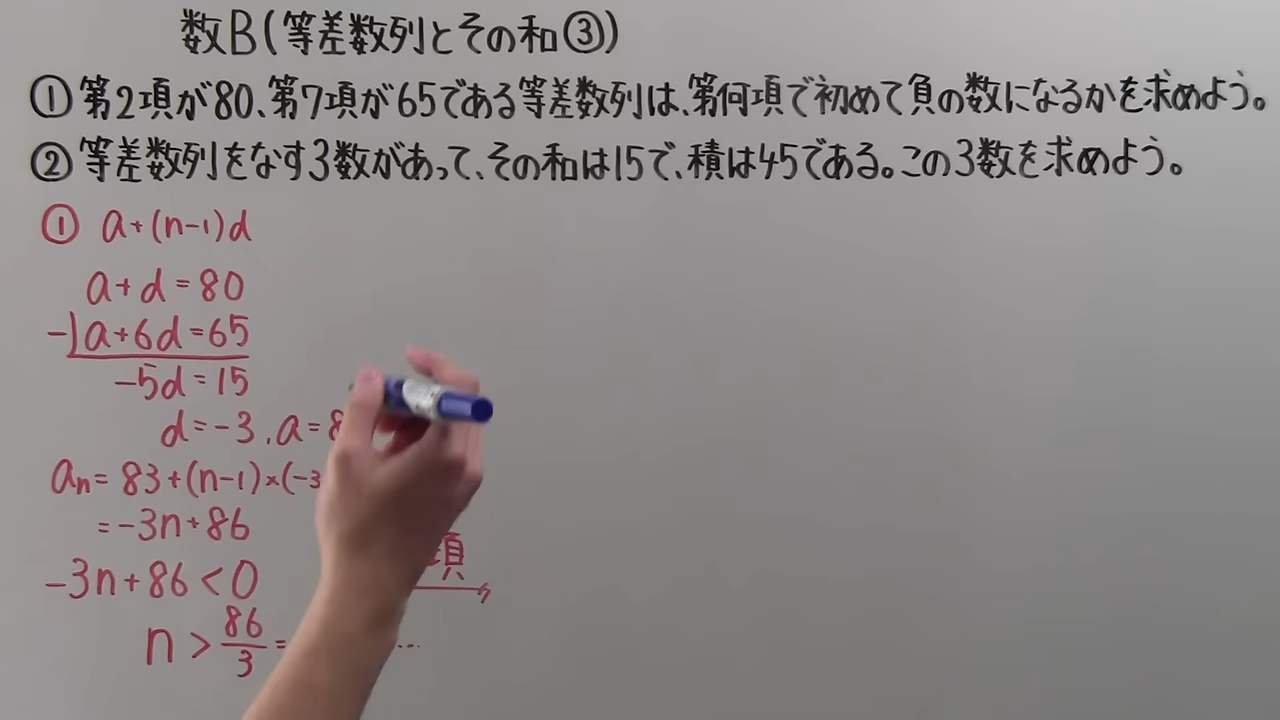 数B(等差数列とその和③)
① 第2項が80、第7項が65である等差数列は、第何項で初めて負の数になるかを求めよう。
② 等差数列をなす3数があって、その和は15で、積は45である。この3数を求めよう。
① a+(n-1)d
a+d=80
-)a+6d=65
-5d=15
d=-3, a=8
an=83+(n-1)×(-3
=-3n+86
項
-3n+86<0
n>86/3=
…